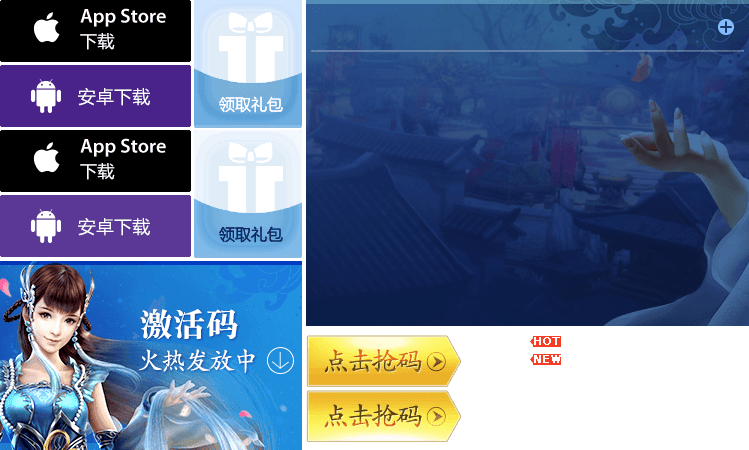 App Store
下载
安卓下载
领取礼包
App Store
下载
安卓下载
领取礼包
激活码
火热发放中
点击抢码
点击抢码
HOT
NEW